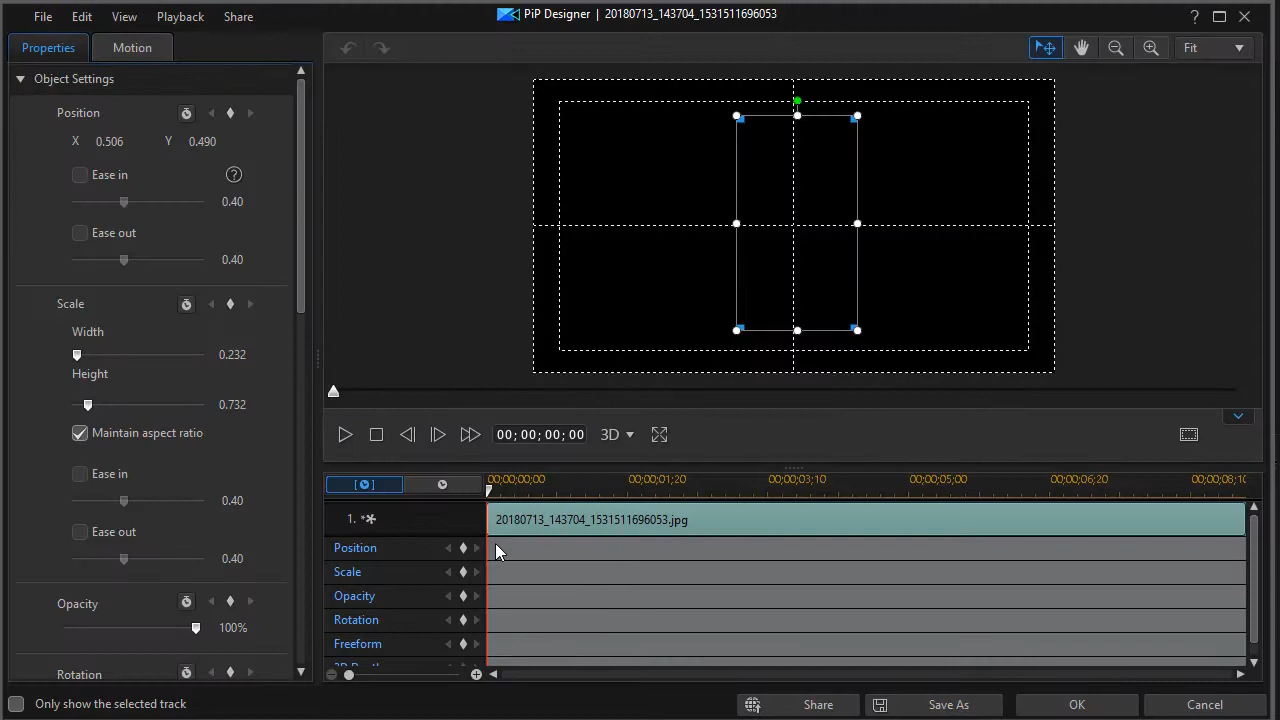 File Edit View Playback Share
PiP Designer | 20180713_143704_1531511696053
?
Properties Motion
Fit
Object Settings
Position
X 0.506 Y 0.490
Ease in ?
0.40
Ease out
0.40
Scale
Width
0.232
Height
0.732
Maintain aspect ratio
Ease in
0.40
Ease out
0.40
Opacity
100%
Rotation
00; 00; 00; 00 3D
00;00;00;00 00;00;01;20 00;00;03;10 00;00;05;00 00;00;06;20 00;00;08;10
1. 20180713_143704_1531511696053.jpg
Position
Scale
Opacity
Rotation
Freeform
Only show the selected track
Share Save As OK Cancel